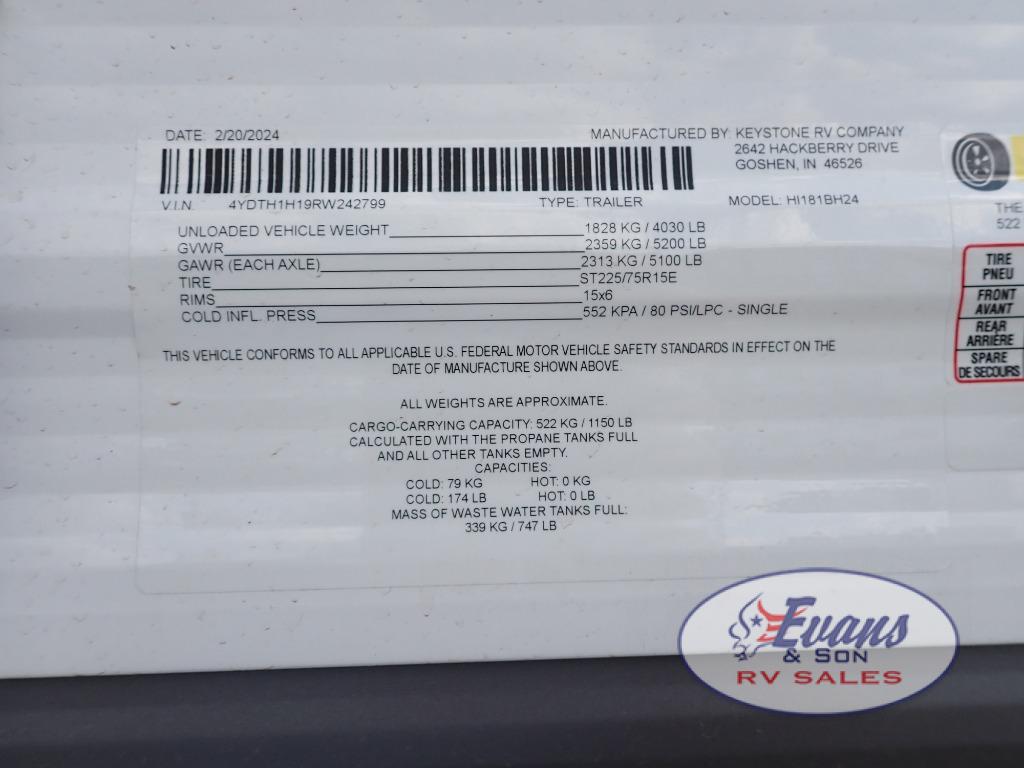 DATE: 2/20/2024
MANUFACTURED BY: KEYSTONE RV COMPANY
2642 HACKBERRY DRIVE
GOSHEN, IN 46526
V.I.N. 4YDTH1H19RW242799 TYPE: TRAILER MODEL: HI181BH24
UNLOADED VEHICLE WEIGHT 1828 KG / 4030 LB
GVWR 2359 KG / 5200 LB
GAWR (EACH AXLE) 2313 KG / 5100 LB
TIRE ST225/75R15E
RIMS 15x6
COLD INFL. PRESS 552 KPA / 80 PSI/LPC - SINGLE
THIS VEHICLE CONFORMS TO ALL APPLICABLE U.S. FEDERAL MOTOR VEHICLE SAFETY STANDARDS IN EFFECT ON THE
DATE OF MANUFACTURE SHOWN ABOVE.
ALL WEIGHTS ARE APPROXIMATE.
CARGO-CARRYING CAPACITY: 522 KG / 1150 LB
CALCULATED WITH THE PROPANE TANKS FULL
AND ALL OTHER TANKS EMPTY.
CAPACITIES:
COLD: 79 KG HOT: 0 KG
COLD: 174 LB HOT: 0 LB
MASS OF WASTE WATER TANKS FULL:
339 KG / 747 LB
THE
522
TIRE
PNEU
FRONT
AVANT
REAR
ARRIÈRE
SPARE
DE SECOURS
Evans
& SON
RV SALES